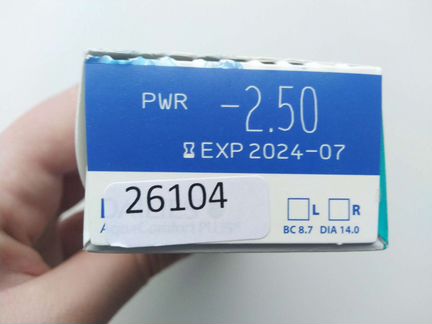 PWR -2.50
EXP 2024-07
26104
L R
BC 8.7 DIA 14.0